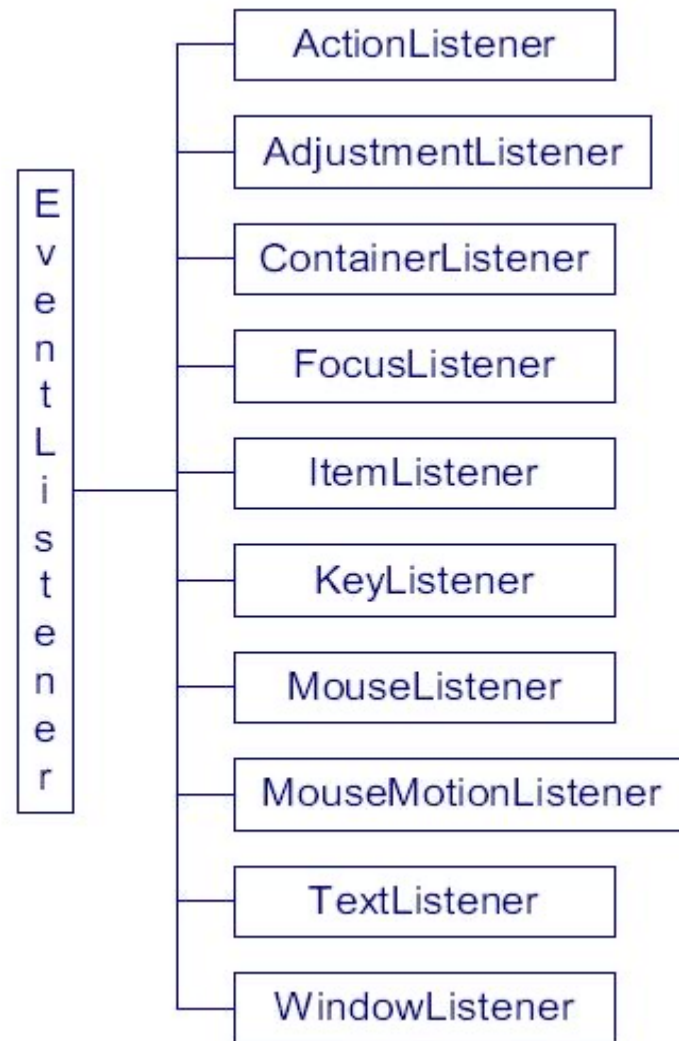 EventListener
ActionListener
AdjustmentListener
ContainerListener
FocusListener
ItemListener
KeyListener
MouseListener
MouseMotionListener
TextListener
WindowListener